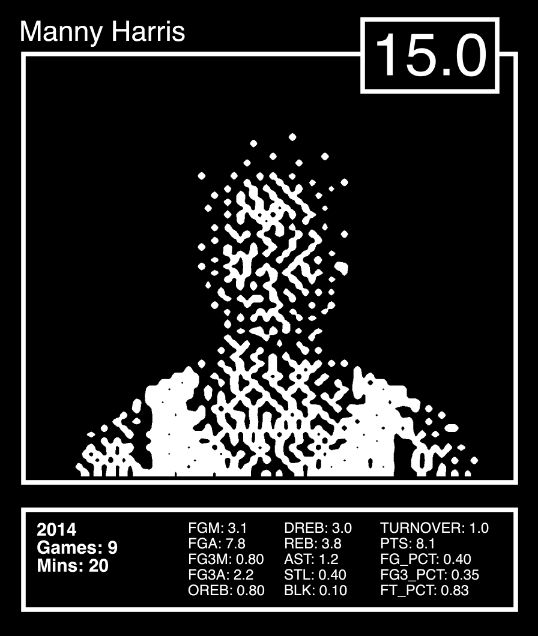 Manny Harris
15.0
2014
Games: 9
Mins: 20
FGM: 3.1
FGA: 7.8
FG3M: 0.80
FG3A: 2.2
OREB: 0.80
DREB: 3.0
REB: 3.8
AST: 1.2
STL: 0.40
BLK: 0.10
TURNOVER: 1.0
PTS: 8.1
FG_PCT: 0.40
FG3_PCT: 0.35
FT_PCT: 0.83